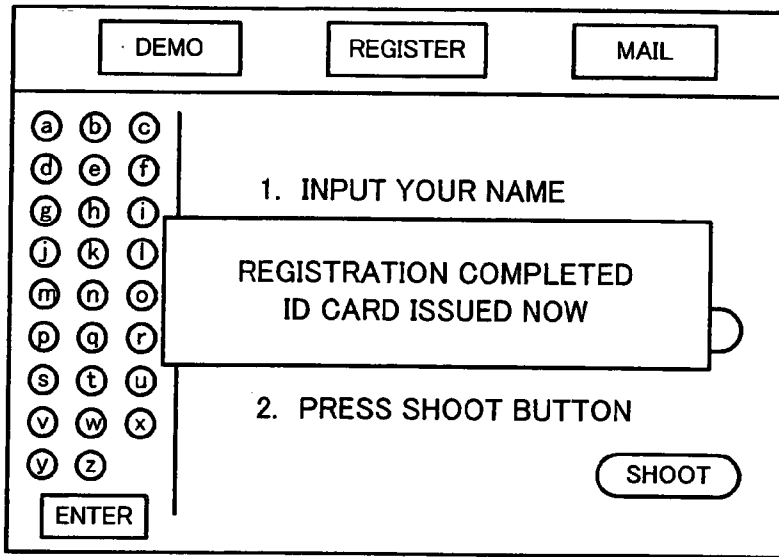 DEMO REGISTER MAIL
a b c
d e f
g h i
j k l
m n o
p q r
s t u
v w x
y z
ENTER
1. INPUT YOUR NAME
REGISTRATION COMPLETED
ID CARD ISSUED NOW
2. PRESS SHOOT BUTTON
SHOOT